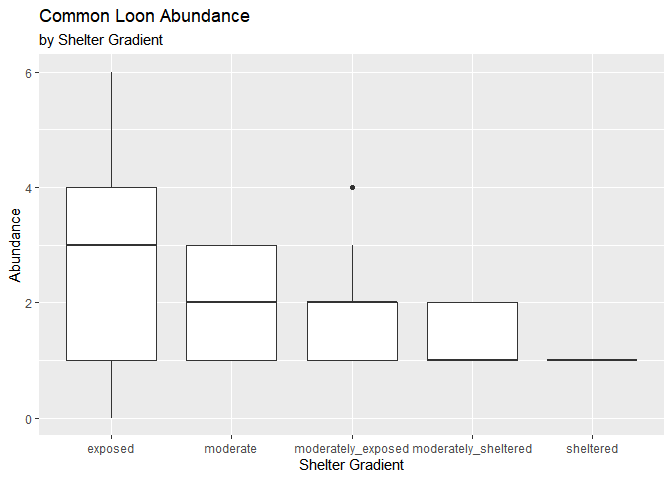 Common Loon Abundance
by Shelter Gradient
6
4
2
0
Abundance
exposed moderate moderately_exposed moderately_sheltered sheltered
Shelter Gradient